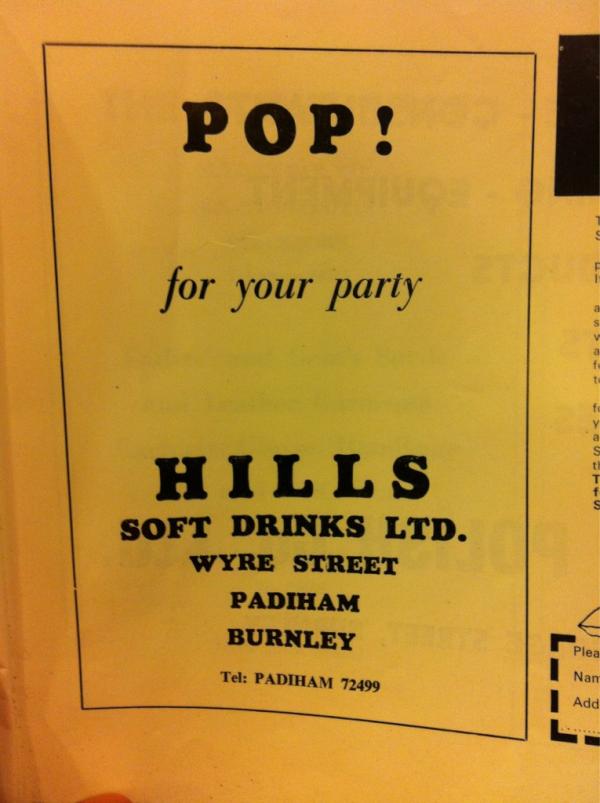 POP!
for your party
HILLS
SOFT DRINKS LTD.
WYRE STREET
PADIHAM
BURNLEY
Tel: PADIHAM 72499
Plea
Nam
Add